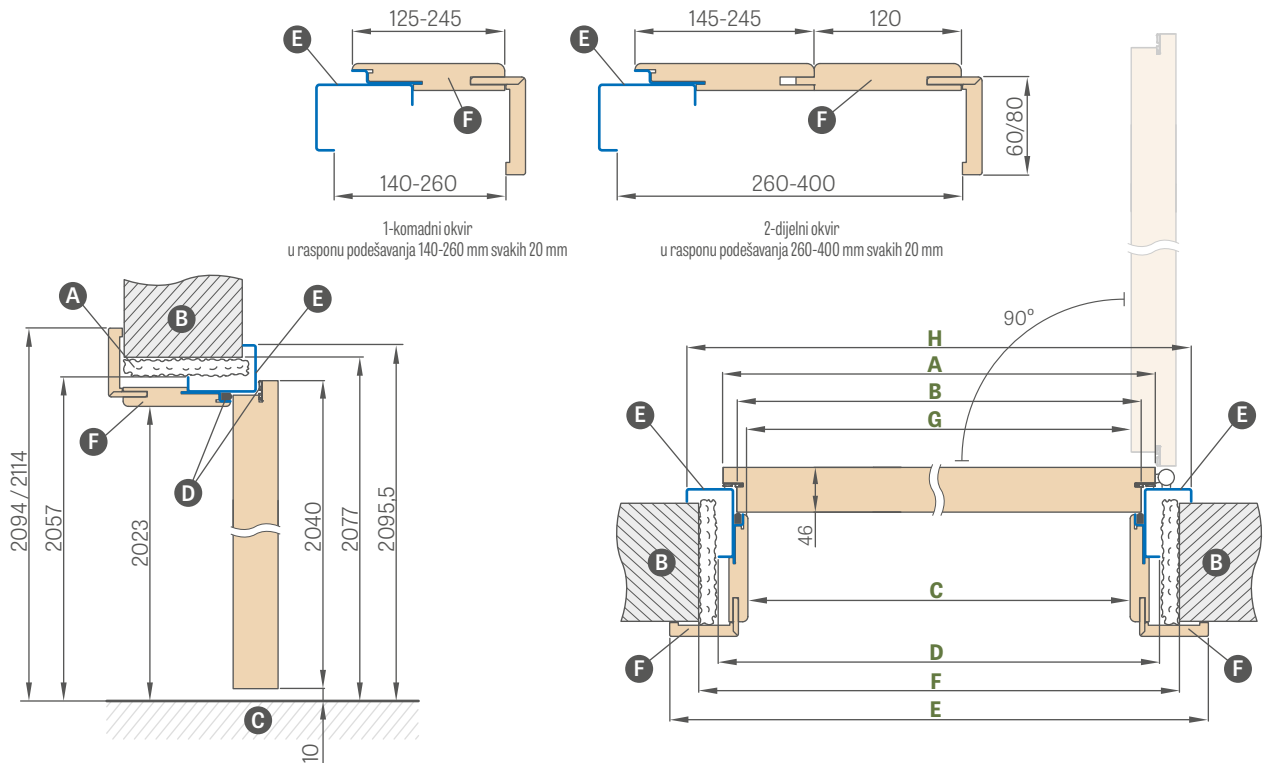 125-245
145-245
120
E
E
F
F
60/80
140-260
260-400
1-komadni okvir
u rasponu podešavanja 140-260 mm svakih 20 mm
2-dijelni okvir
u rasponu podešavanja 260-400 mm svakih 20 mm
A
B
E
F
D
2094 / 2114
2057
2023
2040
2077
2095,5
C
10
90°
H
A
B
G
E
E
46
B
B
C
F
D
F
F
E